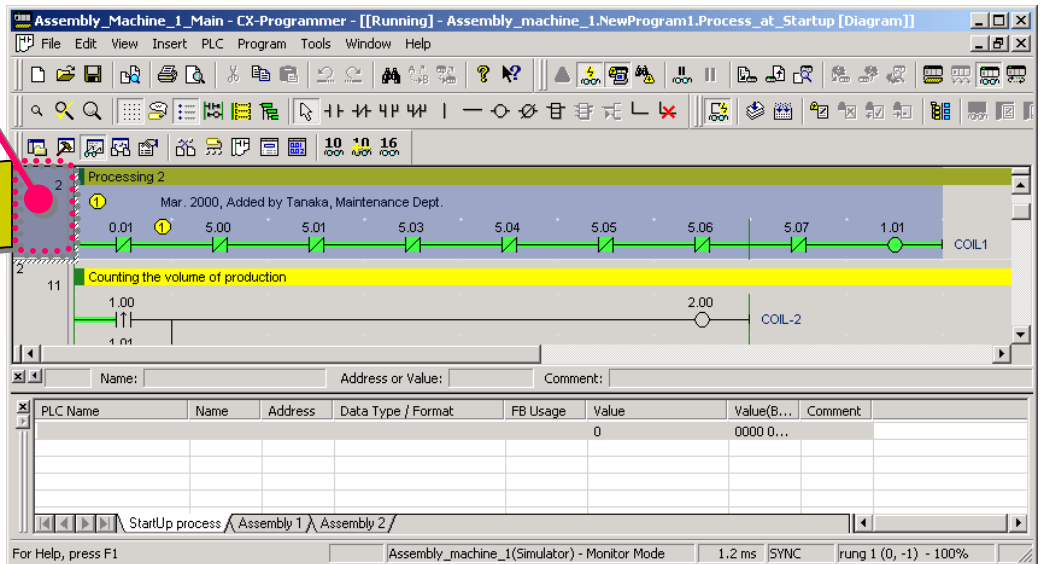 Assembly_Machine_1_Main - CX-Programmer - [[Running] - Assembly_machine_1.NewProgram1.Process_at_Startup [Diagram]]
File Edit View Insert PLC Program Tools Window Help
10 10 16
2 Processing 2
1 Mar. 2000, Added by Tanaka, Maintenance Dept.
0.01 1 5.00 5.01 5.03 5.04 5.05 5.06 5.07 1.01
COIL1
2
11 Counting the volume of production
1.00 2.00
COIL-2
1.01
Name: Address or Value: Comment:
PLC Name Name Address Data Type / Format FB Usage Value Value(B... Comment
0 0000 0...
StartUp process Assembly 1 Assembly 2
For Help, press F1 Assembly_machine_1(Simulator) - Monitor Mode 1.2 ms SYNC rung 1 (0, -1) - 100%